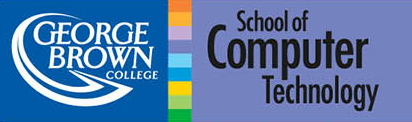 GEORGE
BROWN
COLLEGE
School of
Computer
Technology